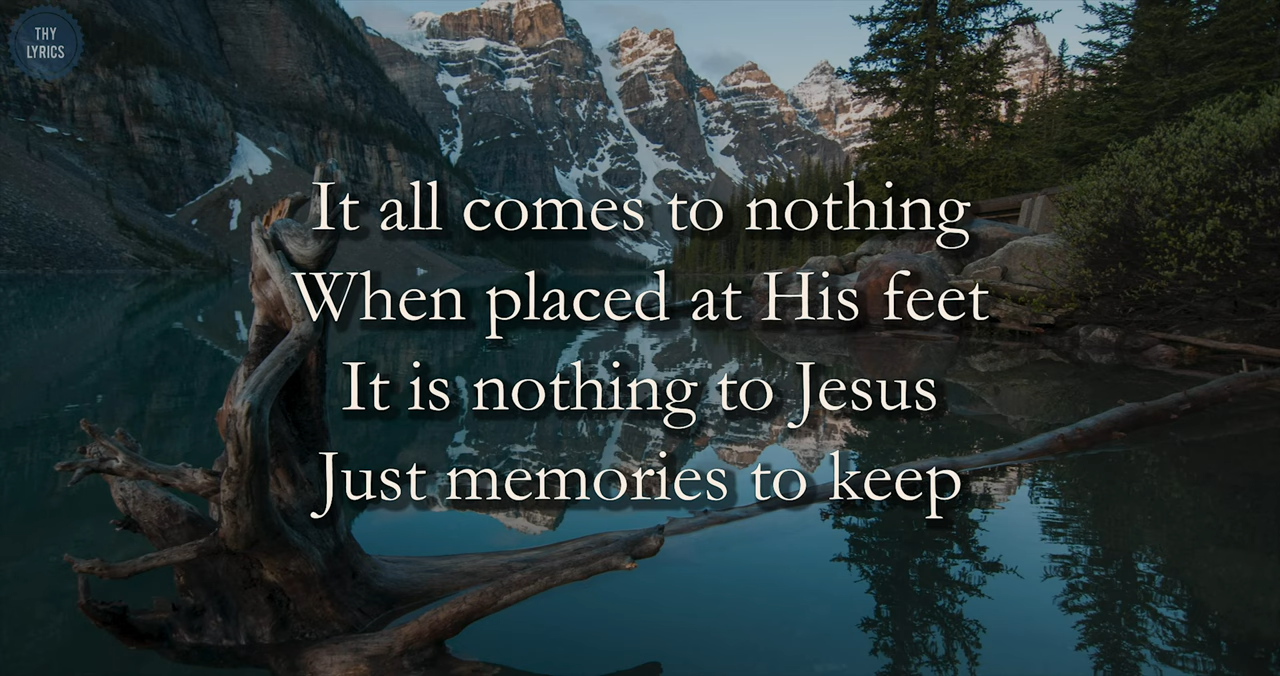 THY
LYRICS
It all comes to nothing
When placed at His feet
It is nothing to Jesus
Just memories to keep